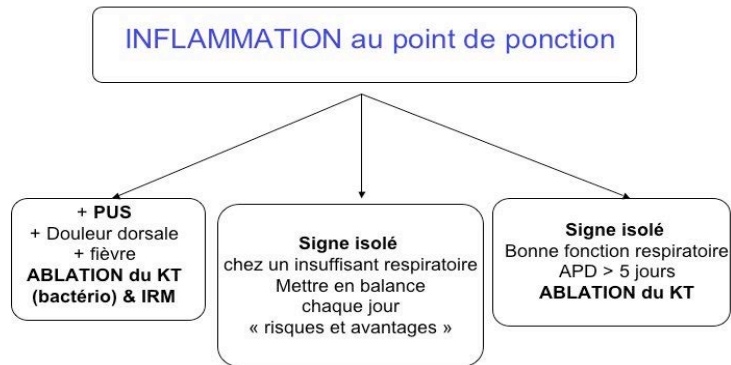 INFLAMMATION au point de ponction
+ PUS
+ Douleur dorsale
+ fièvre
ABLATION du KT
(bactério) & IRM
Signe isolé
chez un insuffisant respiratoire
Mettre en balance
chaque jour
« risques et avantages »
Signe isolé
Bonne fonction respiratoire
APD > 5 jours
ABLATION du KT